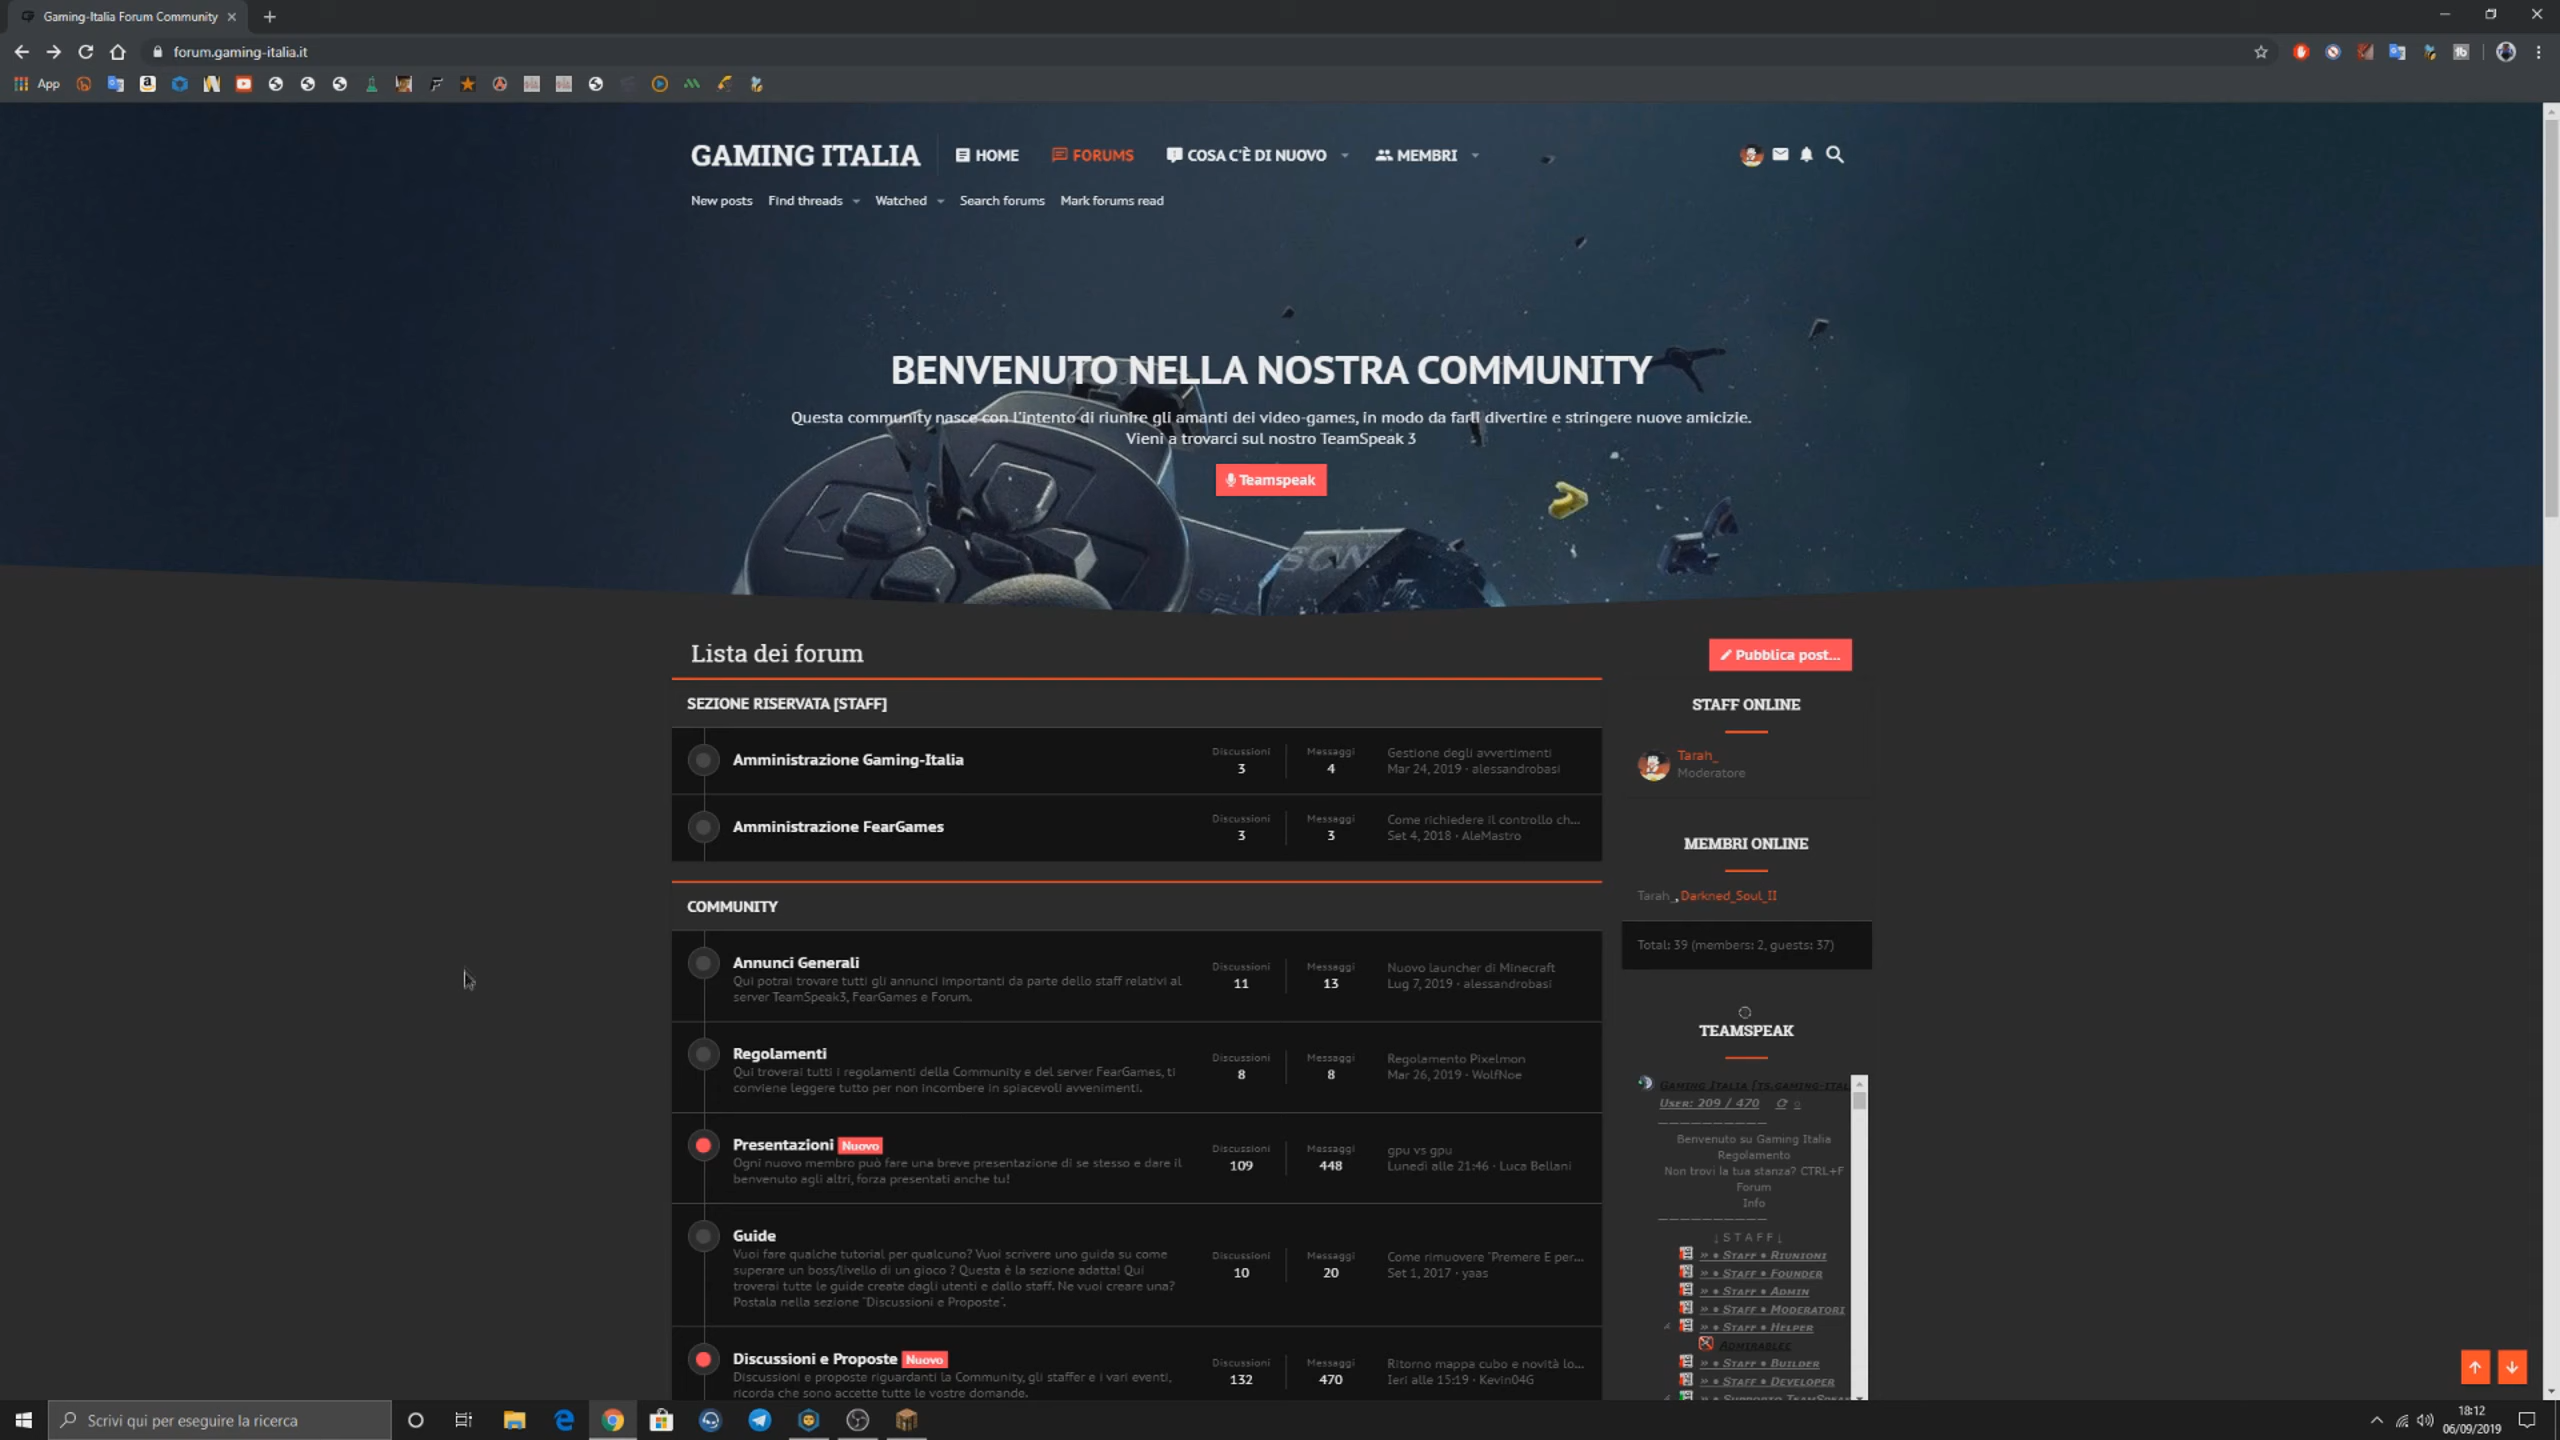 Gaming-Italia Forum Community
forum.gaming-italia.it
App
GAMING ITALIA
HOME
FORUMS
COSA C'È DI NUOVO
MEMBRI
New posts
Find threads
Watched
Search forums
Mark forums read
BENVENUTO NELLA NOSTRA COMMUNITY
Questa community nasce con l'intento di riunire gli amanti dei video-games, in modo da farli divertire e stringere nuove amicizie.
Vieni a trovarci sul nostro TeamSpeak 3
Teamspeak
SONY
Lista dei forum
Pubblica post...
SEZIONE RISERVATA [STAFF]
Amministrazione Gaming-Italia
Discussioni
3
Messaggi
4
Gestione degli avvertimenti
Mar 24, 2019 · alessandrobasi
Amministrazione FearGames
Discussioni
3
Messaggi
3
Come richiedere il controllo ch...
Set 4, 2018 · AleMastro
COMMUNITY
Annunci Generali
Qui potrai trovare tutti gli annunci importanti da parte dello staff relativi al
server TeamSpeak3, FearGames e Forum.
Discussioni
11
Messaggi
13
Nuovo launcher di Minecraft
Lug 7, 2019 · alessandrobasi
Regolamenti
Qui troverai tutti i regolamenti della Community e del server FearGames, ti
conviene leggere tutto per non incombere in spiacevoli avvenimenti.
Discussioni
8
Messaggi
8
Regolamento Pixelmon
Mar 26, 2019 · WolfNoe
Presentazioni Nuovo
Ogni nuovo membro può fare una breve presentazione di se stesso e dare il
benvenuto agli altri, forza presentati anche tu!
Discussioni
109
Messaggi
448
gpu vs gpu
Lunedì alle 21:46 · Luca Bellani
Guide
Vuoi fare qualche tutorial per qualcuno? Vuoi scrivere uno guida su come
superare un boss/livello di un gioco ? Questa è la sezione adatta! Qui
troverai tutte le guide create dagli utenti e dallo staff. Ne vuoi creare una?
Postala nella sezione "Discussioni e Proposte".
Discussioni
10
Messaggi
20
Come rimuovere "Premere E per...
Set 1, 2017 · yaas
Discussioni e Proposte Nuovo
Discussioni e proposte riguardanti la Community, gli staffer e i vari eventi,
ricorda che sono accette tutte le vostre domande.
Discussioni
132
Messaggi
470
Ritorno mappa cubo e novità lo...
Ieri alle 15:19 · Kevin04G
STAFF ONLINE
Tarah_
Moderatore
MEMBRI ONLINE
Tarah_, Darkned_Soul_II
Total: 39 (members: 2, guests: 37)
TEAMSPEAK
Gaming Italia [ts.gaming-ital
User: 209 / 470
Benvenuto su Gaming Italia
Regolamento
Non trovi la tua stanza? CTRL+F
Forum
Info
↓ S T A F F ↓
» • Staff • Riunioni
» • Staff • Founder
» • Staff • Admin
» • Staff • Moderatori
» • Staff • Helper
» • Staff • Builder
» • Staff • Developer
Scrivi qui per eseguire la ricerca
18:12
06/09/2019